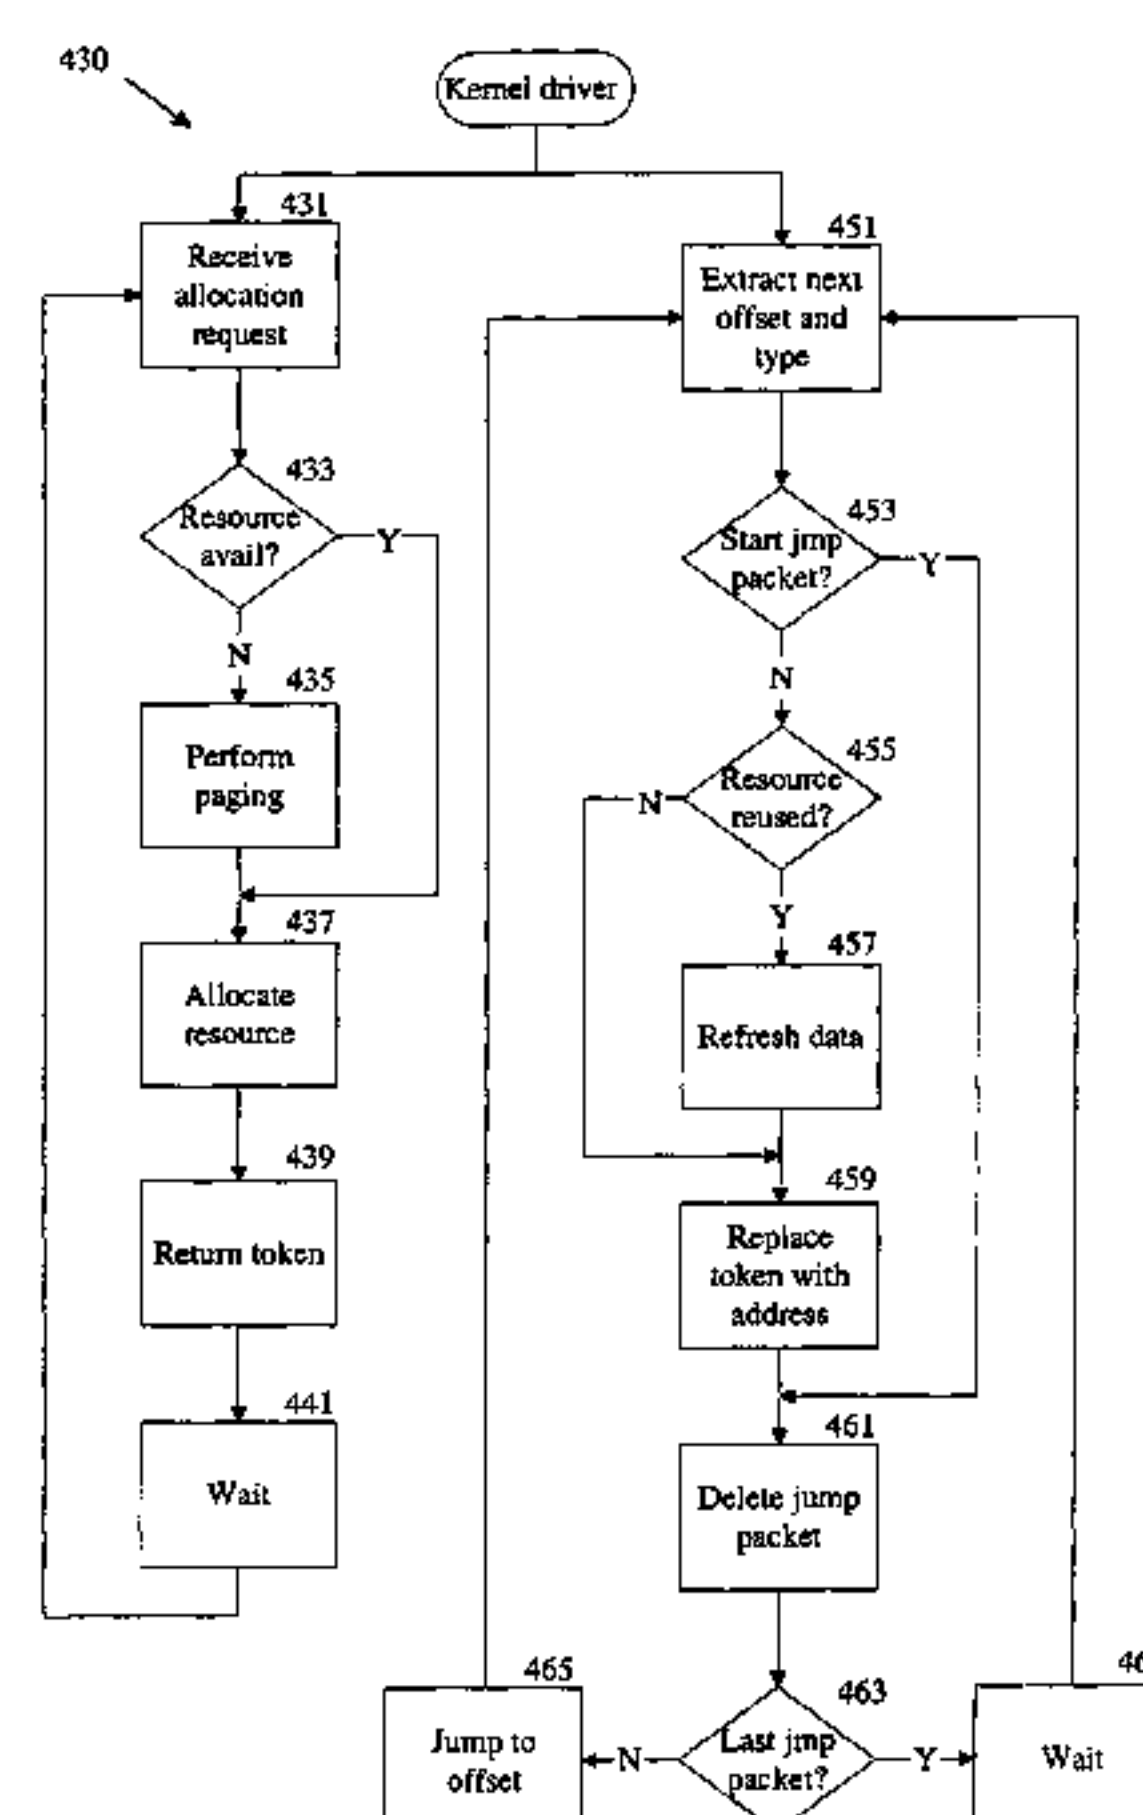 430
Kernel driver
431
Receive
allocation
request
433
Resource
avail?
Y
N
435
Perform
paging
437
Allocate
resource
439
Return token
441
Wait
451
Extract next
offset and
type
453
Start jmp
packet?
Y
N
455
Resource
reused?
N
Y
457
Refresh data
459
Replace
token with
address
461
Delete jump
packet
463
Last jmp
packet?
N
Y
465
Jump to
offset
Wait